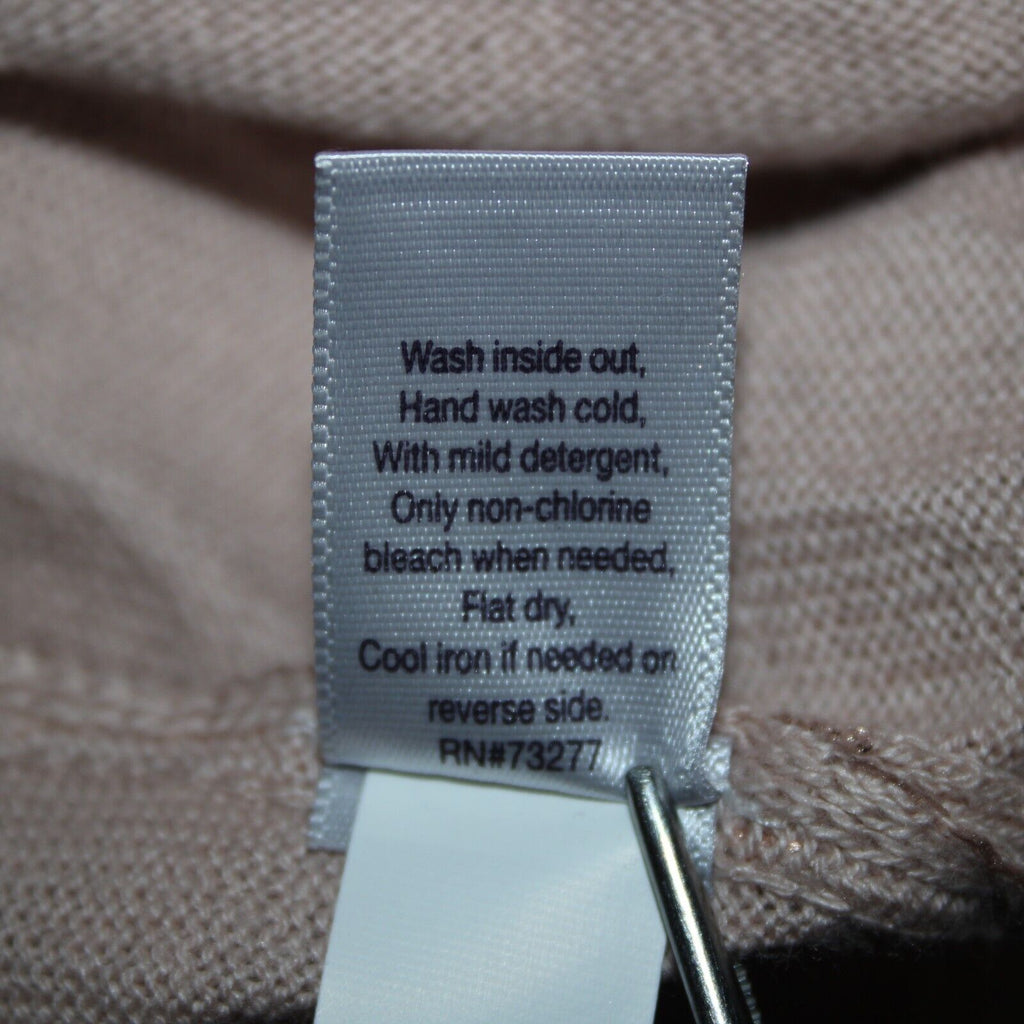 Wash inside out,
Hand wash cold,
With mild detergent,
Only non-chlorine
bleach when needed,
Flat dry,
Cool iron if needed on
reverse side.
RN#73277